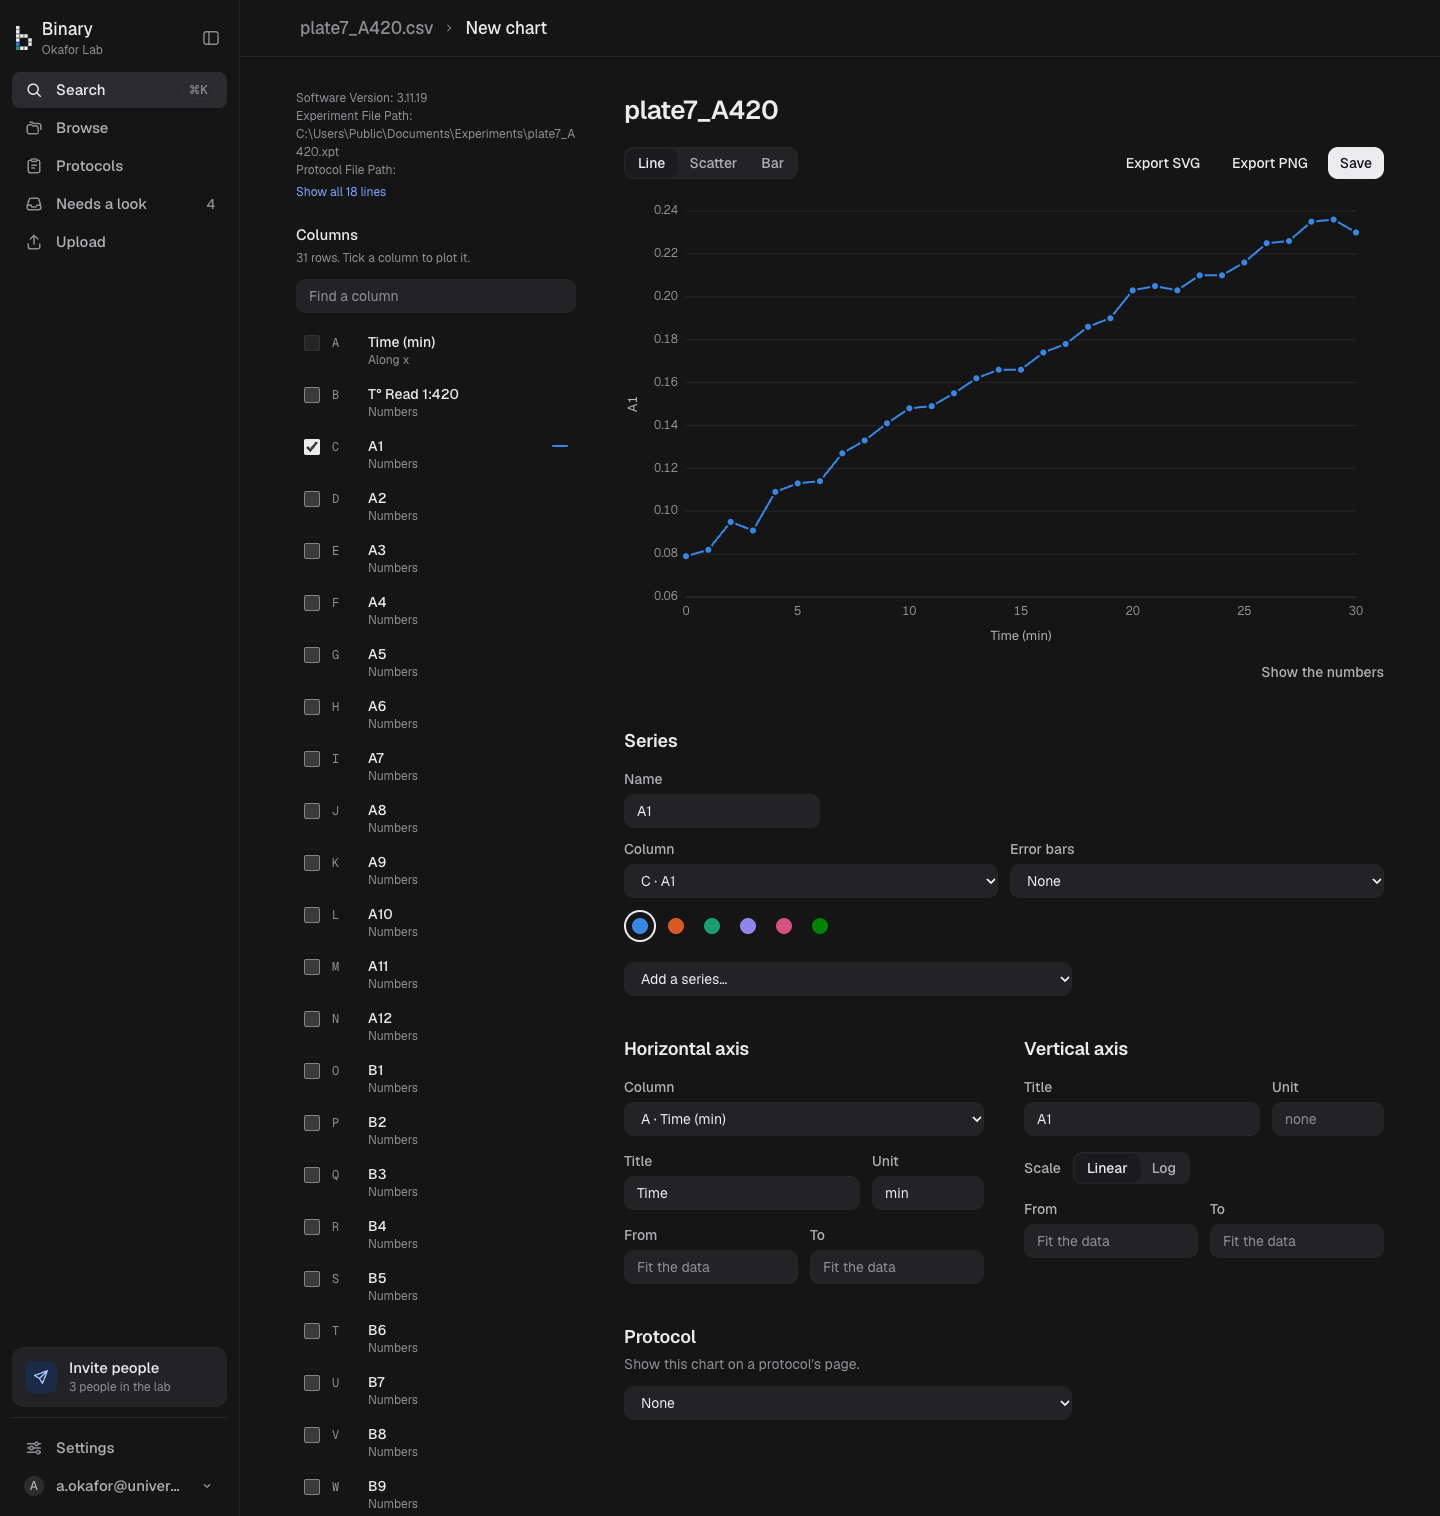 Binary
Okafor Lab
Search ⌘K
Browse
Protocols
Needs a look 4
Upload
Invite people
3 people in the lab
Settings
A a.okafor@univer...
plate7_A420.csv › New chart
Software Version: 3.11.19
Experiment File Path:
C:\Users\Public\Documents\Experiments\plate7_A
420.xpt
Protocol File Path:
Show all 18 lines
Columns
31 rows. Tick a column to plot it.
Find a column
A Time (min)
Along x
B T° Read 1:420
Numbers
C A1
Numbers
D A2
Numbers
E A3
Numbers
F A4
Numbers
G A5
Numbers
H A6
Numbers
I A7
Numbers
J A8
Numbers
K A9
Numbers
L A10
Numbers
M A11
Numbers
N A12
Numbers
O B1
Numbers
P B2
Numbers
Q B3
Numbers
R B4
Numbers
S B5
Numbers
T B6
Numbers
U B7
Numbers
V B8
Numbers
W B9
Numbers
plate7_A420
Line Scatter Bar
Export SVG Export PNG Save
0.24
0.22
0.20
0.18
0.16
0.14
0.12
0.10
0.08
0.06
A1
0 5 10 15 20 25 30
Time (min)
Show the numbers
Series
Name
A1
Column Error bars
C · A1 None
Add a series...
Horizontal axis
Column
A · Time (min)
Title Unit
Time min
From To
Fit the data Fit the data
Vertical axis
Title Unit
A1 none
Scale Linear Log
From To
Fit the data Fit the data
Protocol
Show this chart on a protocol's page.
None